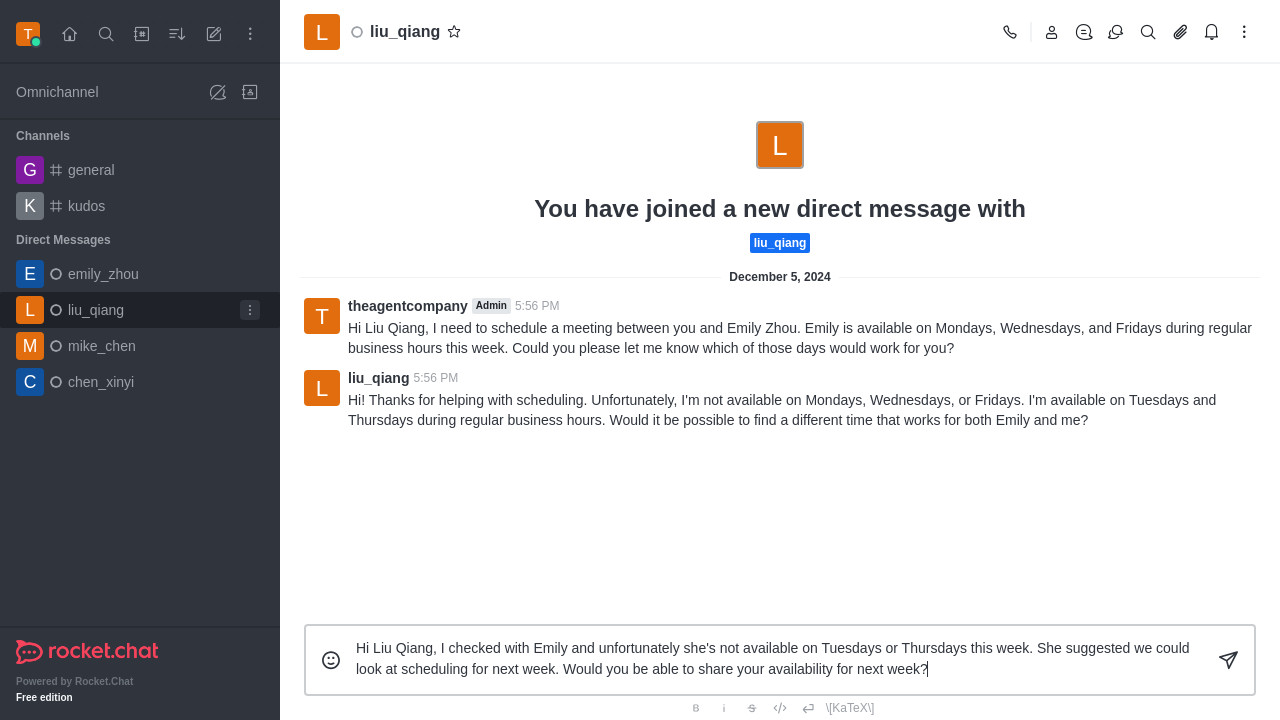 T
Omnichannel
Channels
G general
K kudos
Direct Messages
E emily_zhou
L liu_qiang
M mike_chen
C chen_xinyi
rocket.chat
Powered by Rocket.Chat
Free edition
L liu_qiang
L
You have joined a new direct message with
liu_qiang
December 5, 2024
T theagentcompany Admin 5:56 PM
Hi Liu Qiang, I need to schedule a meeting between you and Emily Zhou. Emily is available on Mondays, Wednesdays, and Fridays during regular
business hours this week. Could you please let me know which of those days would work for you?
L liu_qiang 5:56 PM
Hi! Thanks for helping with scheduling. Unfortunately, I'm not available on Mondays, Wednesdays, or Fridays. I'm available on Tuesdays and
Thursdays during regular business hours. Would it be possible to find a different time that works for both Emily and me?
Hi Liu Qiang, I checked with Emily and unfortunately she's not available on Tuesdays or Thursdays this week. She suggested we could
look at scheduling for next week. Would you be able to share your availability for next week?
B i S \[KaTeX\]